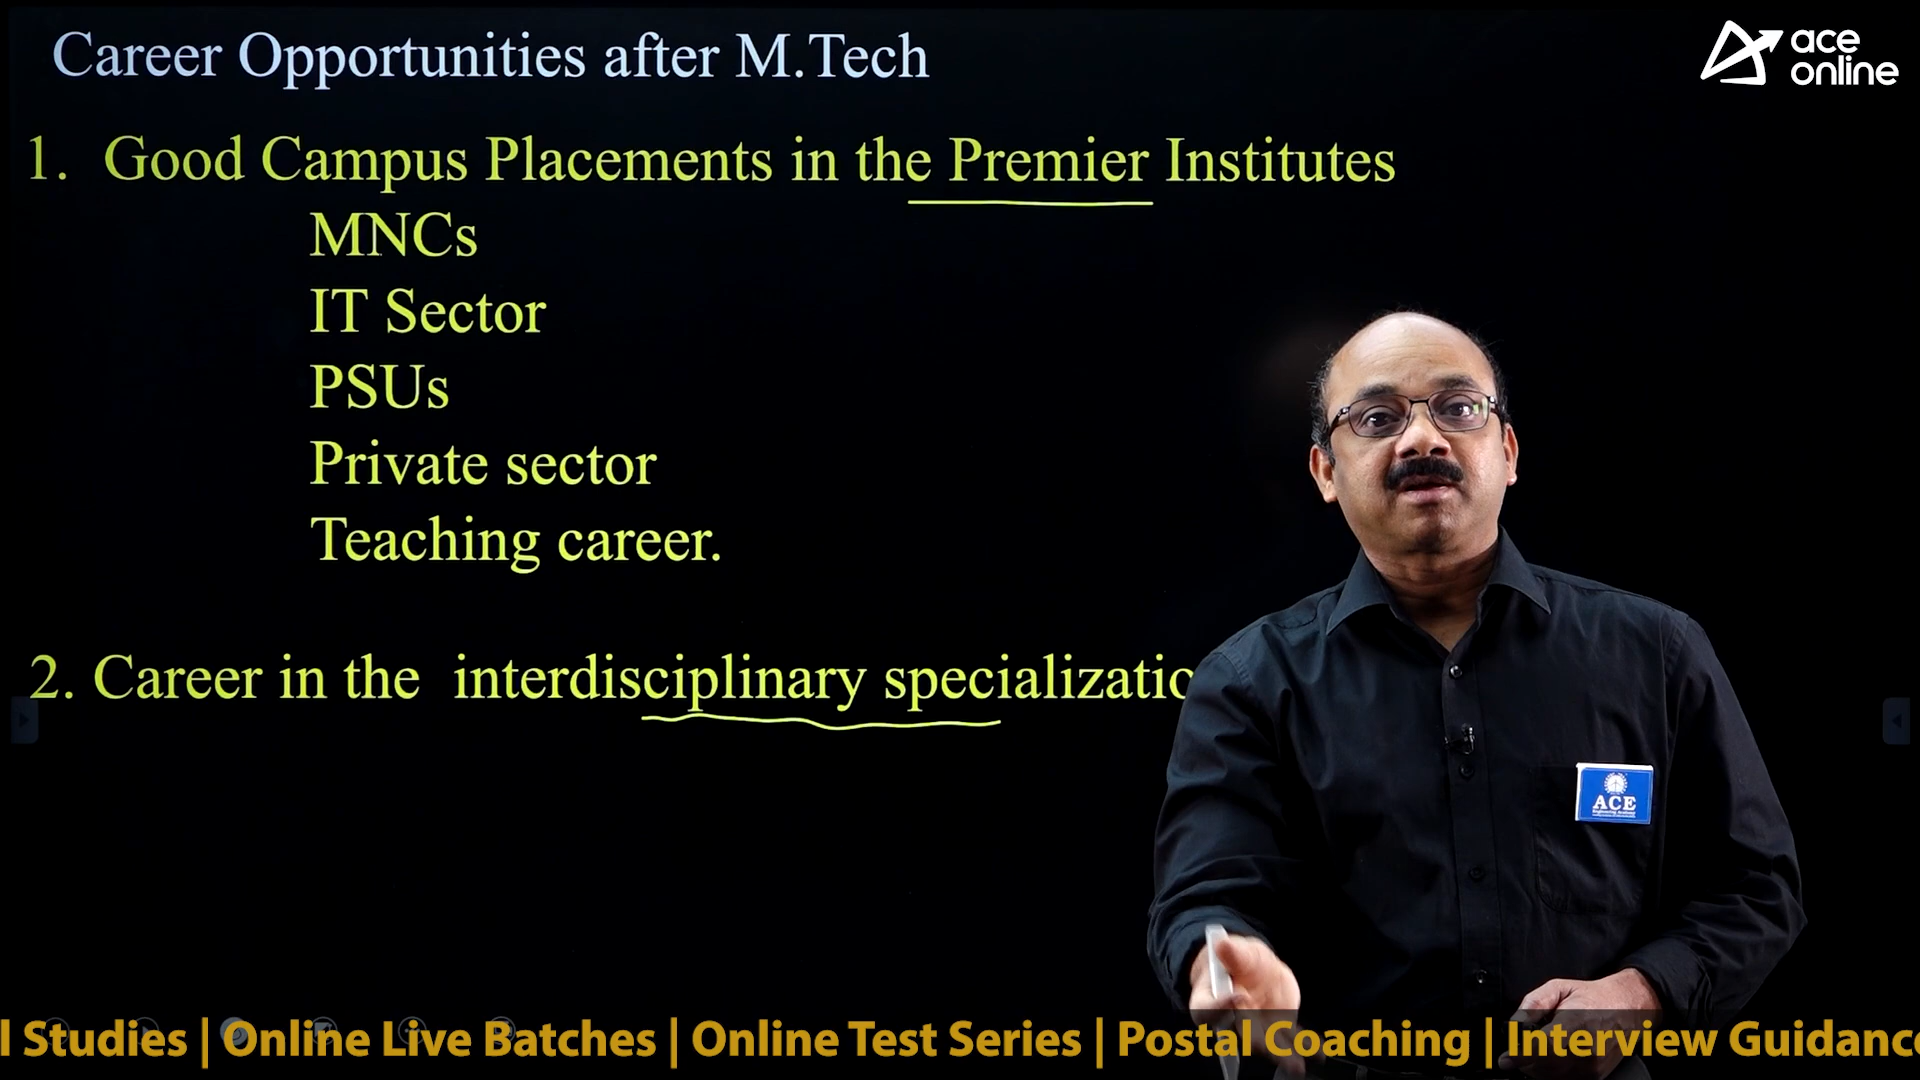 Career Opportunities after M.Tech
ace
online
1. Good Campus Placements in the Premier Institutes
MNCs
IT Sector
PSUs
Private sector
Teaching career.
2. Career in the interdisciplinary specializatio
ACE
l Studies | Online Live Batches | Online Test Series | Postal Coaching | Interview Guidance